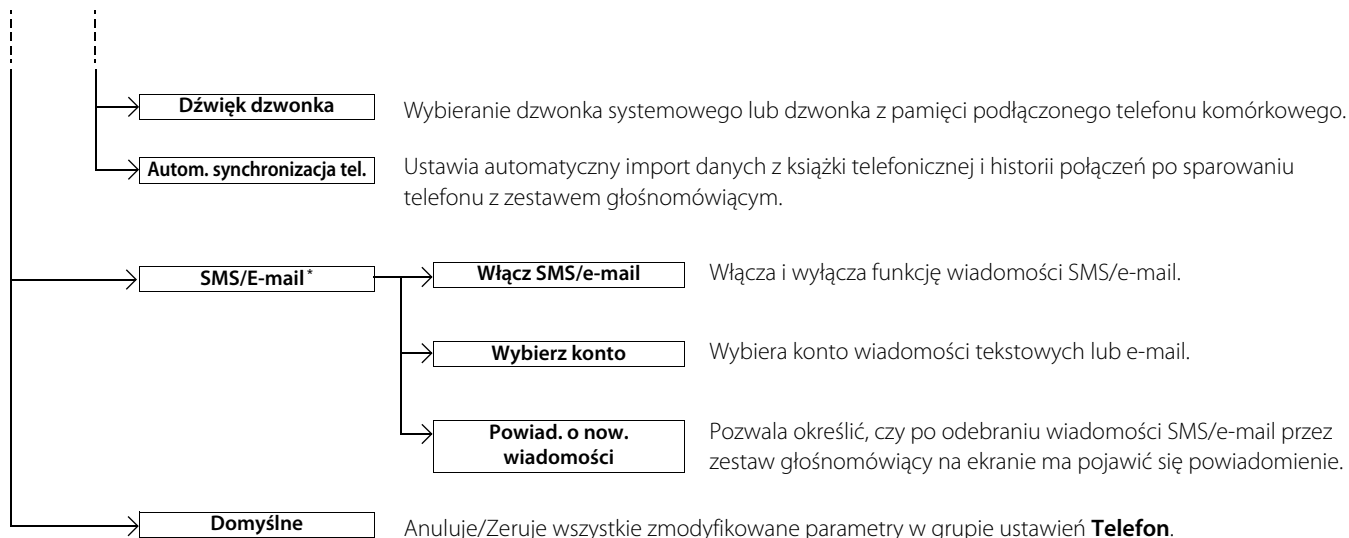 Dźwięk dzwonka
Wybieranie dzwonka systemowego lub dzwonka z pamięci podłączonego telefonu komórkowego.
Autom. synchronizacja tel.
Ustawia automatyczny import danych z książki telefonicznej i historii połączeń po sparowaniu
telefonu z zestawem głośnomówiącym.
SMS/E-mail*
Włącz SMS/e-mail
Włącza i wyłącza funkcję wiadomości SMS/e-mail.
Wybierz konto
Wybiera konto wiadomości tekstowych lub e-mail.
Powiad. o now.
wiadomości
Pozwala określić, czy po odebraniu wiadomości SMS/e-mail przez
zestaw głośnomówiący na ekranie ma pojawić się powiadomienie.
Domyślne
Anuluje/Zeruje wszystkie zmodyfikowane parametry w grupie ustawień Telefon.